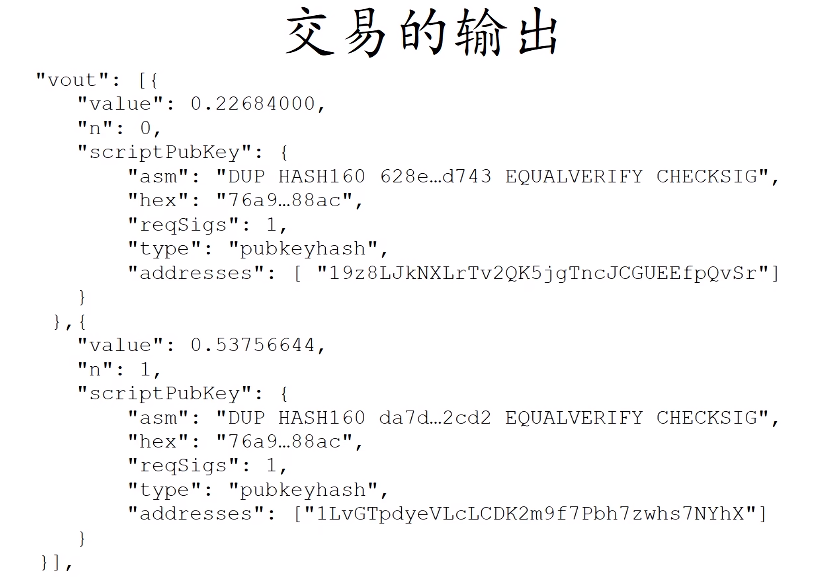 交易的输出
"vout": [{
"value": 0.22684000,
"n": 0,
"scriptPubKey": {
"asm": "DUP HASH160 628e…d743 EQUALVERIFY CHECKSIG",
"hex": "76a9…88ac",
"reqSigs": 1,
"type": "pubkeyhash",
"addresses": [ "19z8LJkNXLrTv2QK5jgTncJCGUEEfpQvSr"]
}
},{
"value": 0.53756644,
"n": 1,
"scriptPubKey": {
"asm": "DUP HASH160 da7d…2cd2 EQUALVERIFY CHECKSIG",
"hex": "76a9…88ac",
"reqSigs": 1,
"type": "pubkeyhash",
"addresses": ["1LvGTpdyeVLcLCDK2m9f7Pbh7zwhs7NYhX"]
}
}],